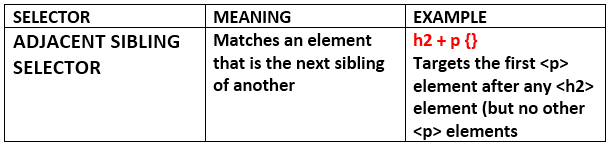 SELECTOR MEANING EXAMPLE
ADJACENT SIBLING
SELECTOR
Matches an element
that is the next sibling
of another
h2 + p {}
Targets the first <p>
element after any <h2>
element (but no other
<p> elements